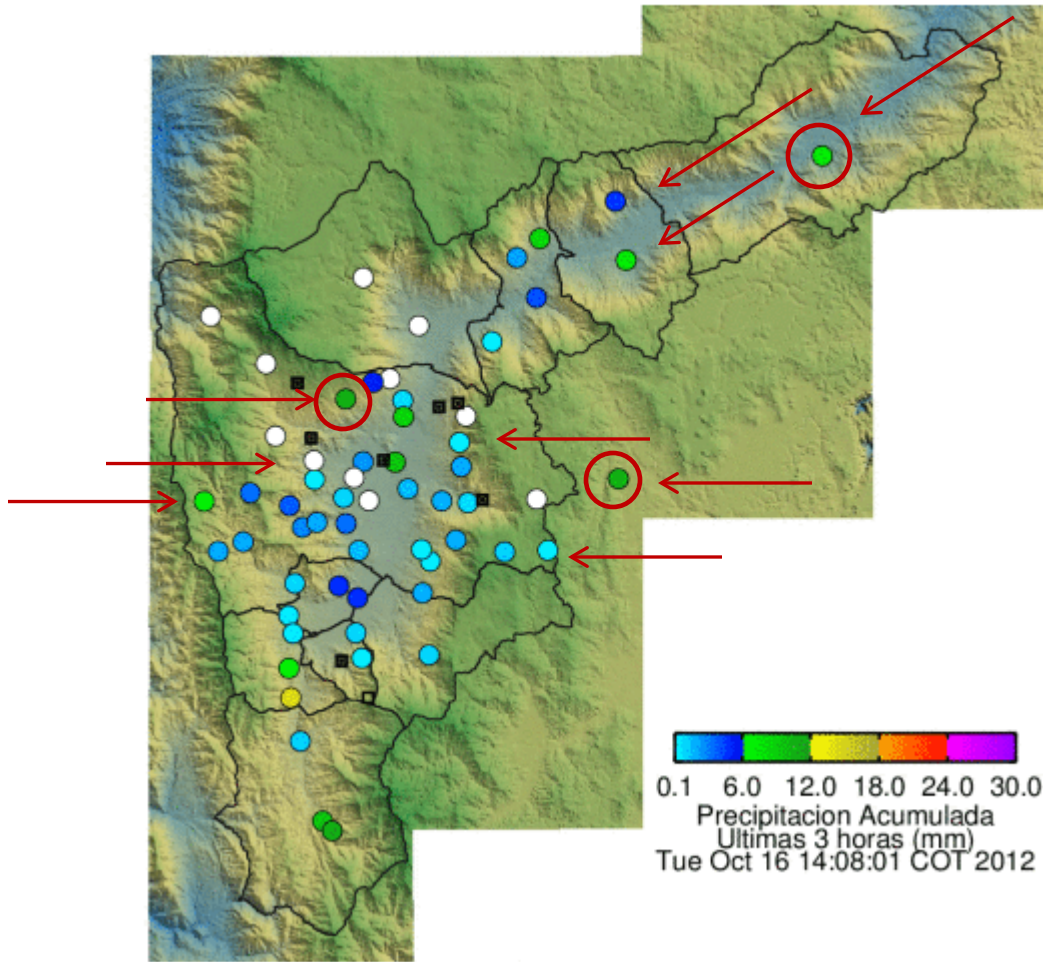 0.1 6.0 12.0 18.0 24.0 30.0
Precipitacion Acumulada
Ultimas 3 horas (mm)
Tue Oct 16 14:08:01 COT 2012